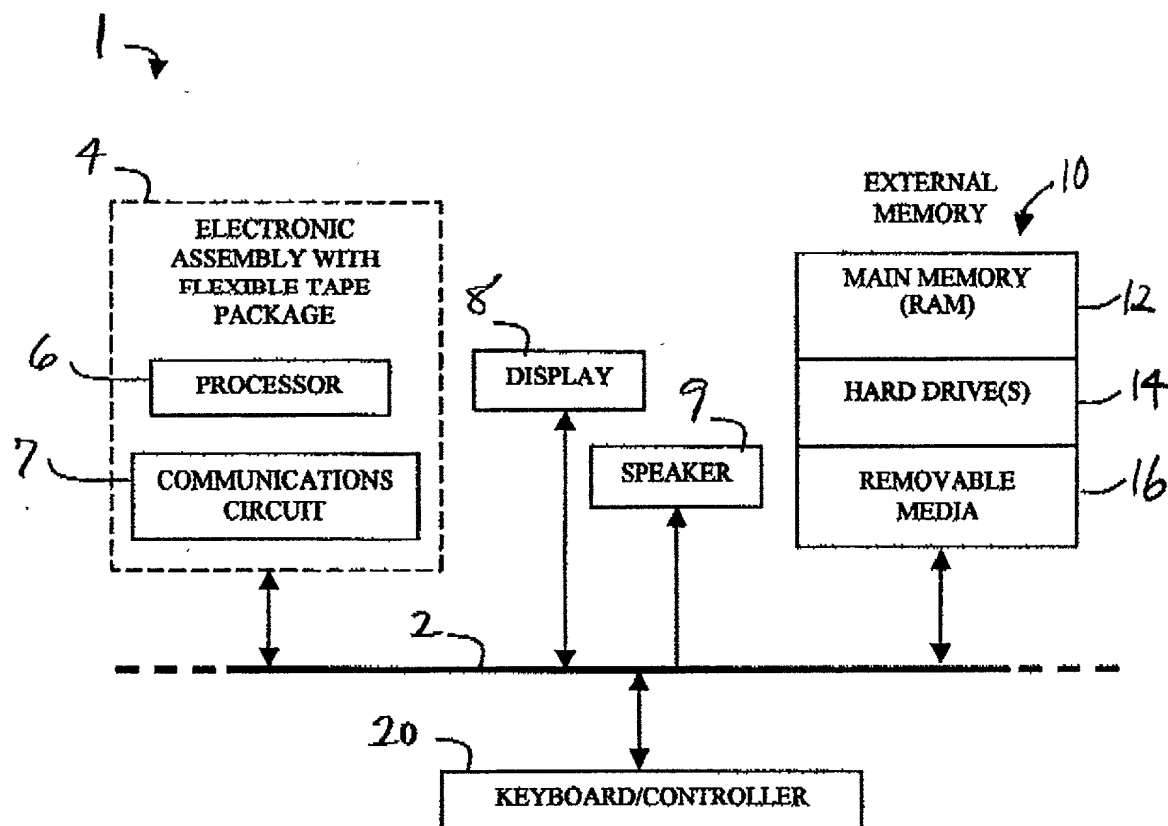 1
4
ELECTRONIC
ASSEMBLY WITH
FLEXIBLE TAPE
PACKAGE
6
PROCESSOR
7
COMMUNICATIONS
CIRCUIT
8
DISPLAY
9
SPEAKER
EXTERNAL
MEMORY
10
MAIN MEMORY
(RAM)
12
HARD DRIVE(S)
14
REMOVABLE
MEDIA
16
2
20
KEYBOARD/CONTROLLER